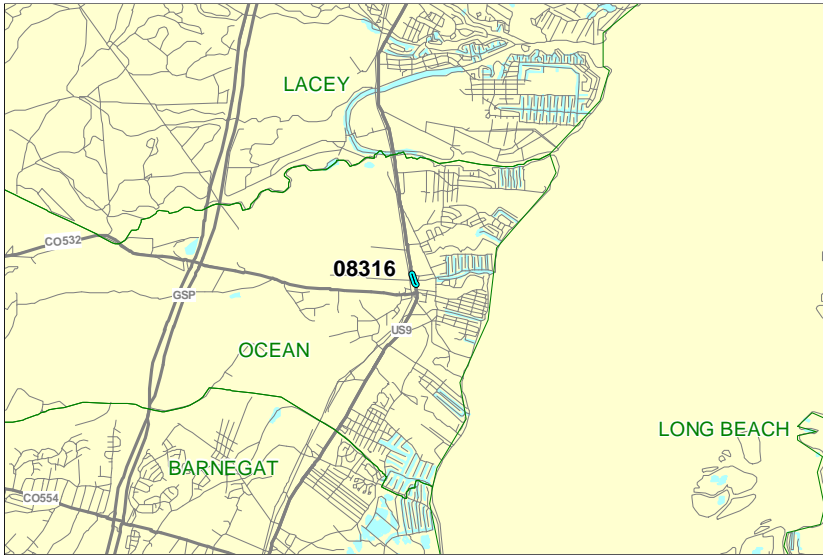 LACEY
CO532
08316
GSP
US9
OCEAN
LONG BEACH
BARNEGAT
CO554